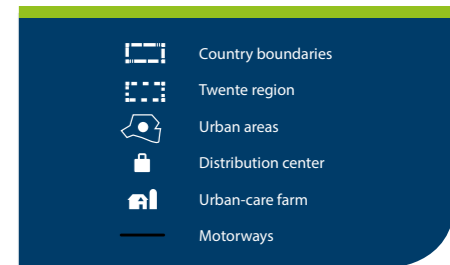 Country boundaries
Twente region
Urban areas
Distribution center
Urban-care farm
Motorways